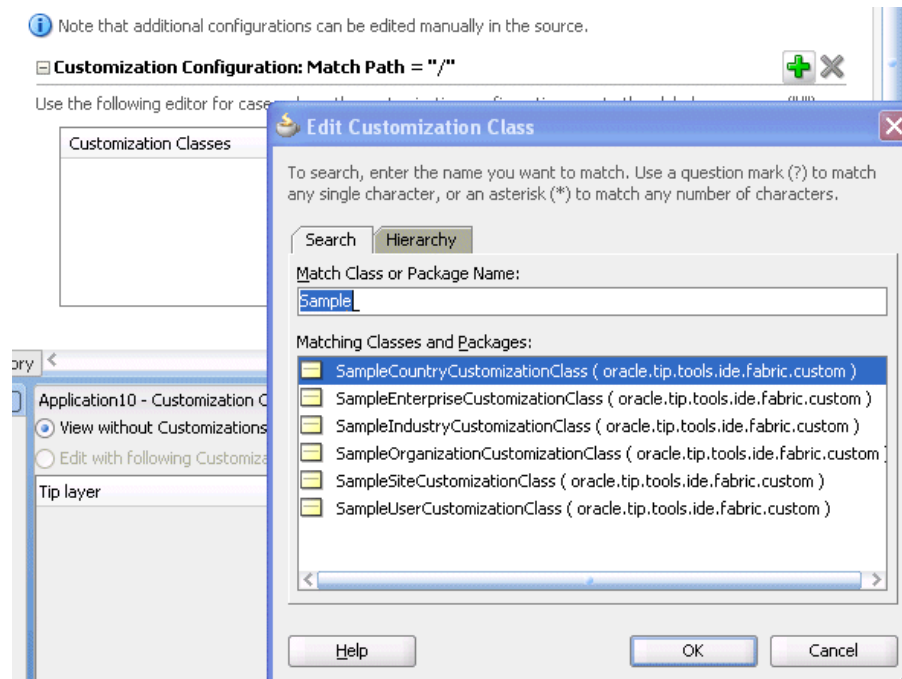 Note that additional configurations can be edited manually in the source.
Customization Configuration: Match Path = "/"
Use the following editor for case
Customization Classes
Edit Customization Class
To search, enter the name you want to match. Use a question mark (?) to match
any single character, or an asterisk (*) to match any number of characters.
Search Hierarchy
Match Class or Package Name:
Sample
Matching Classes and Packages:
SampleCountryCustomizationClass ( oracle.tip.tools.ide.fabric.custom )
SampleEnterpriseCustomizationClass ( oracle.tip.tools.ide.fabric.custom )
SampleIndustryCustomizationClass ( oracle.tip.tools.ide.fabric.custom )
SampleOrganizationCustomizationClass ( oracle.tip.tools.ide.fabric.custom )
SampleSiteCustomizationClass ( oracle.tip.tools.ide.fabric.custom )
SampleUserCustomizationClass ( oracle.tip.tools.ide.fabric.custom )
ory
Application10 - Customization C
View without Customizations
Edit with following Customiza
Tip layer
Help OK Cancel